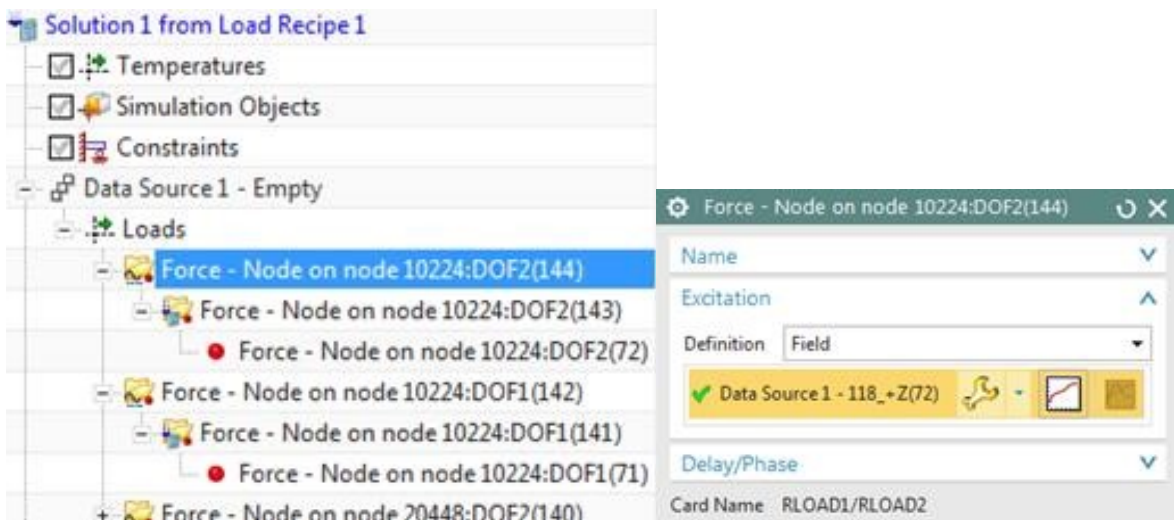 Solution 1 from Load Recipe 1
Temperatures
Simulation Objects
Constraints
Data Source 1 - Empty
Loads
Force - Node on node 10224:DOF2(144)
Force - Node on node 10224:DOF2(143)
Force - Node on node 10224:DOF2(72)
Force - Node on node 10224:DOF1(142)
Force - Node on node 10224:DOF1(141)
Force - Node on node 10224:DOF1(71)
Force - Node on node 20448:DOF2(140)
Force - Node on node 10224:DOF2(144)
Name
Excitation
Definition Field
Data Source 1 - 118_+Z(72)
Delay/Phase
Card Name RLOAD1/RLOAD2